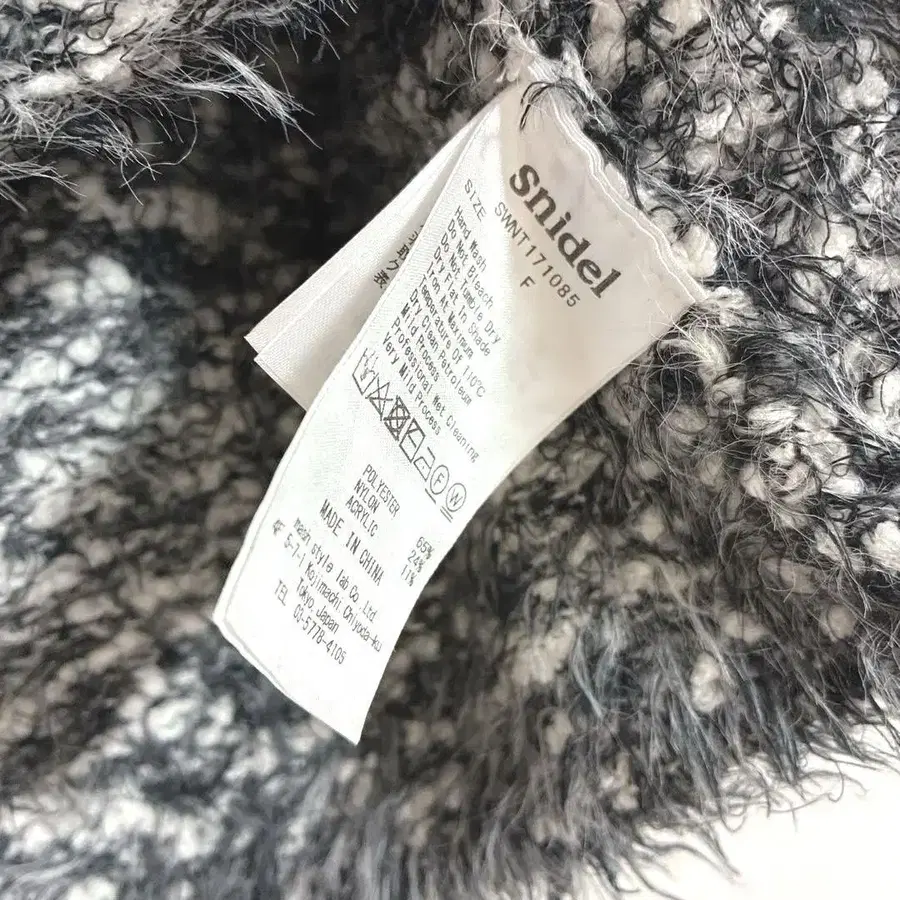 snidel
SWNT171085
SIZE F
Hand Wash
Do Not Bleach
Do Not Tumble Dry
Dry Flat In Shade
Iron At Maximum
Temperature Of 110℃
Dry Clean Petroleum
Mild Process
Professional Wet Cleaning
Very Mild Process
F W
POLYESTER 65%
NYLON 24%
ACRYLIC 11%
MADE IN CHINA
mash style lab Co.,Ltd.
4F 5-7-1 Kojimachi Chiyoda-ku
Tokyo,Japan
TEL 03-5778-4105